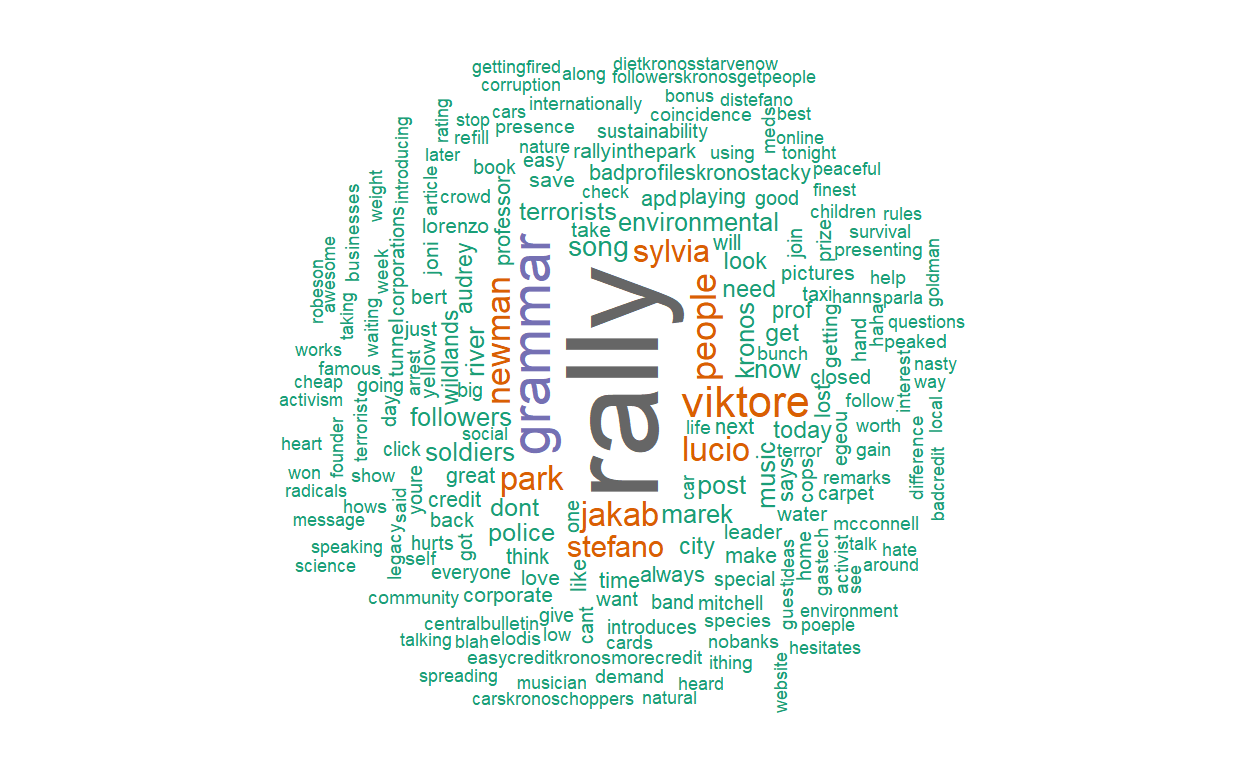 dietkronosstarvenow
gettingfired
along
followerskronosgetpeople
corruption
bonus
distefano
internationally
cars
coincidence
best
rating
stop
presence
sustainability
meds
online
refill
nature
rallyinthepark
using
tonight
introducing
later
easy
book
badprofileskronostacky
peaceful
weight
article
save
check
apd
playing
good
finest
crowd
professor
terrorists
environmental
children
rules
businesses
lorenzo
take
song
sylvia
will
join
prize
survival
presenting
corporations
joni
audrey
grammar
look
goldman
robeson
awesome
week
bert
newman
rally
people
need
pictures
help
taking
waiting
tunnel
just
yellow
wildlands
river
kronos
prof
taxi
hanns
parla
get
getting
hand
haha
questions
works
arrest
bunch
peaked
famous
going
big
now
closed
interest
nasty
cheap
day
viktore
lost
way
activism
followers
follow
local
terrorist
social
life
next
today
egeou
worth
heart
founder
click
soldiers
lucio
music
terror
gain
difference
won
show
great
park
says
cops
remarks
badcredit
radicals
youre
credit
car
post
carpet
hows
said
dont
one
jakab
marek
water
message
back
police
leader
mcconnell
legacy
hurts
got
stefano
city
home
gastech
activist
talk
hate
speaking
self
think
make
ideas
see
around
science
everyone
love
like
time
always
special
guest
community
corporate
want
band
mitchell
environment
centralbulletin
give
cant
introduces
species
poeple
talking
blah
elodis
low
cards
nobanks
hesitates
easycreditkronosmorecredit
ithing
website
spreading
musician
demand
heard
carskronoschoppers
natural